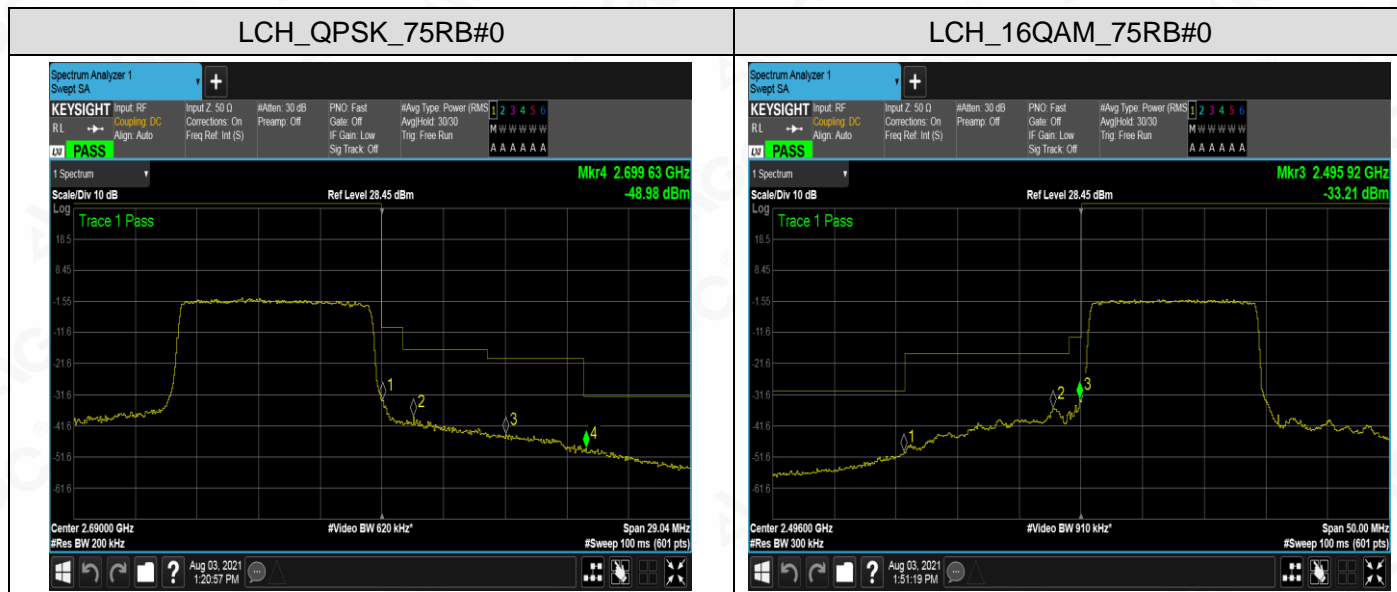 LCH_QPSK_75RB#0
LCH_16QAM_75RB#0
Spectrum Analyzer 1
Swept SA
+
KEYSIGHT
RL
LXI
PASS
Input: RF
Coupling: DC
Align: Auto
Input Z: 50 Ω
Corrections: On
Freq Ref: Int (S)
#Atten: 30 dB
Preamp: Off
PNO: Fast
Gate: Off
IF Gain: Low
Sig Track: Off
#Avg Type: Power (RMS
Avg|Hold: 30/30
Trig: Free Run
1 2 3 4 5 6
M W W W W W
A A A A A A
1 Spectrum
Mkr4 2.699 63 GHz
Scale/Div 10 dB
Ref Level 28.45 dBm
-48.98 dBm
Log
Trace 1 Pass
18.5
8.45
-1.55
-11.6
-21.6
-31.6
-41.6
-51.6
-61.6
1
2
3
4
Center 2.69000 GHz
#Video BW 620 kHz*
Span 29.04 MHz
#Res BW 200 kHz
#Sweep 100 ms (601 pts)
?
Aug 03, 2021
1:20:57 PM
Spectrum Analyzer 1
Swept SA
+
KEYSIGHT
RL
LXI
PASS
Input: RF
Coupling: DC
Align: Auto
Input Z: 50 Ω
Corrections: On
Freq Ref: Int (S)
#Atten: 30 dB
Preamp: Off
PNO: Fast
Gate: Off
IF Gain: Low
Sig Track: Off
#Avg Type: Power (RMS
Avg|Hold: 30/30
Trig: Free Run
1 2 3 4 5 6
M W W W W W
A A A A A A
1 Spectrum
Mkr3 2.495 92 GHz
Scale/Div 10 dB
Ref Level 28.45 dBm
-33.21 dBm
Log
Trace 1 Pass
18.5
8.45
-1.55
-11.6
-21.6
-31.6
-41.6
-51.6
-61.6
1
2
3
Center 2.49600 GHz
#Video BW 910 kHz*
Span 50.00 MHz
#Res BW 300 kHz
#Sweep 100 ms (601 pts)
?
Aug 03, 2021
1:51:19 PM